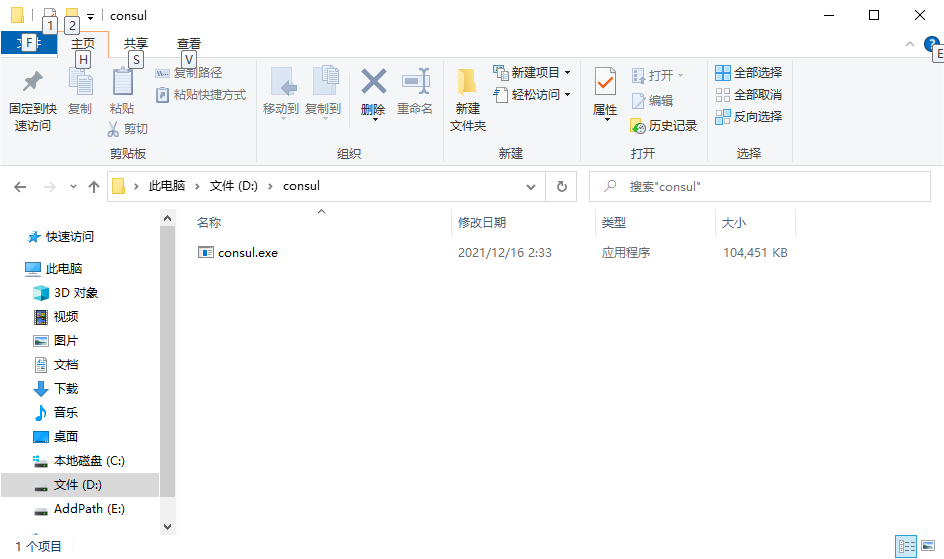 1 2 consul
文件 主页 共享 查看
F H S V E
固定到快速访问
复制
粘贴
复制路径
粘贴快捷方式
剪切
剪贴板
移动到
复制到
删除
重命名
组织
新建文件夹
新建项目
轻松访问
新建
属性
打开
编辑
历史记录
打开
全部选择
全部取消
反向选择
选择
此电脑 文件 (D:) consul
搜索"consul"
名称 修改日期 类型 大小
consul.exe 2021/12/16 2:33 应用程序 104,451 KB
快速访问
此电脑
3D 对象
视频
图片
文档
下载
音乐
桌面
本地磁盘 (C:)
文件 (D:)
AddPath (E:)
1 个项目